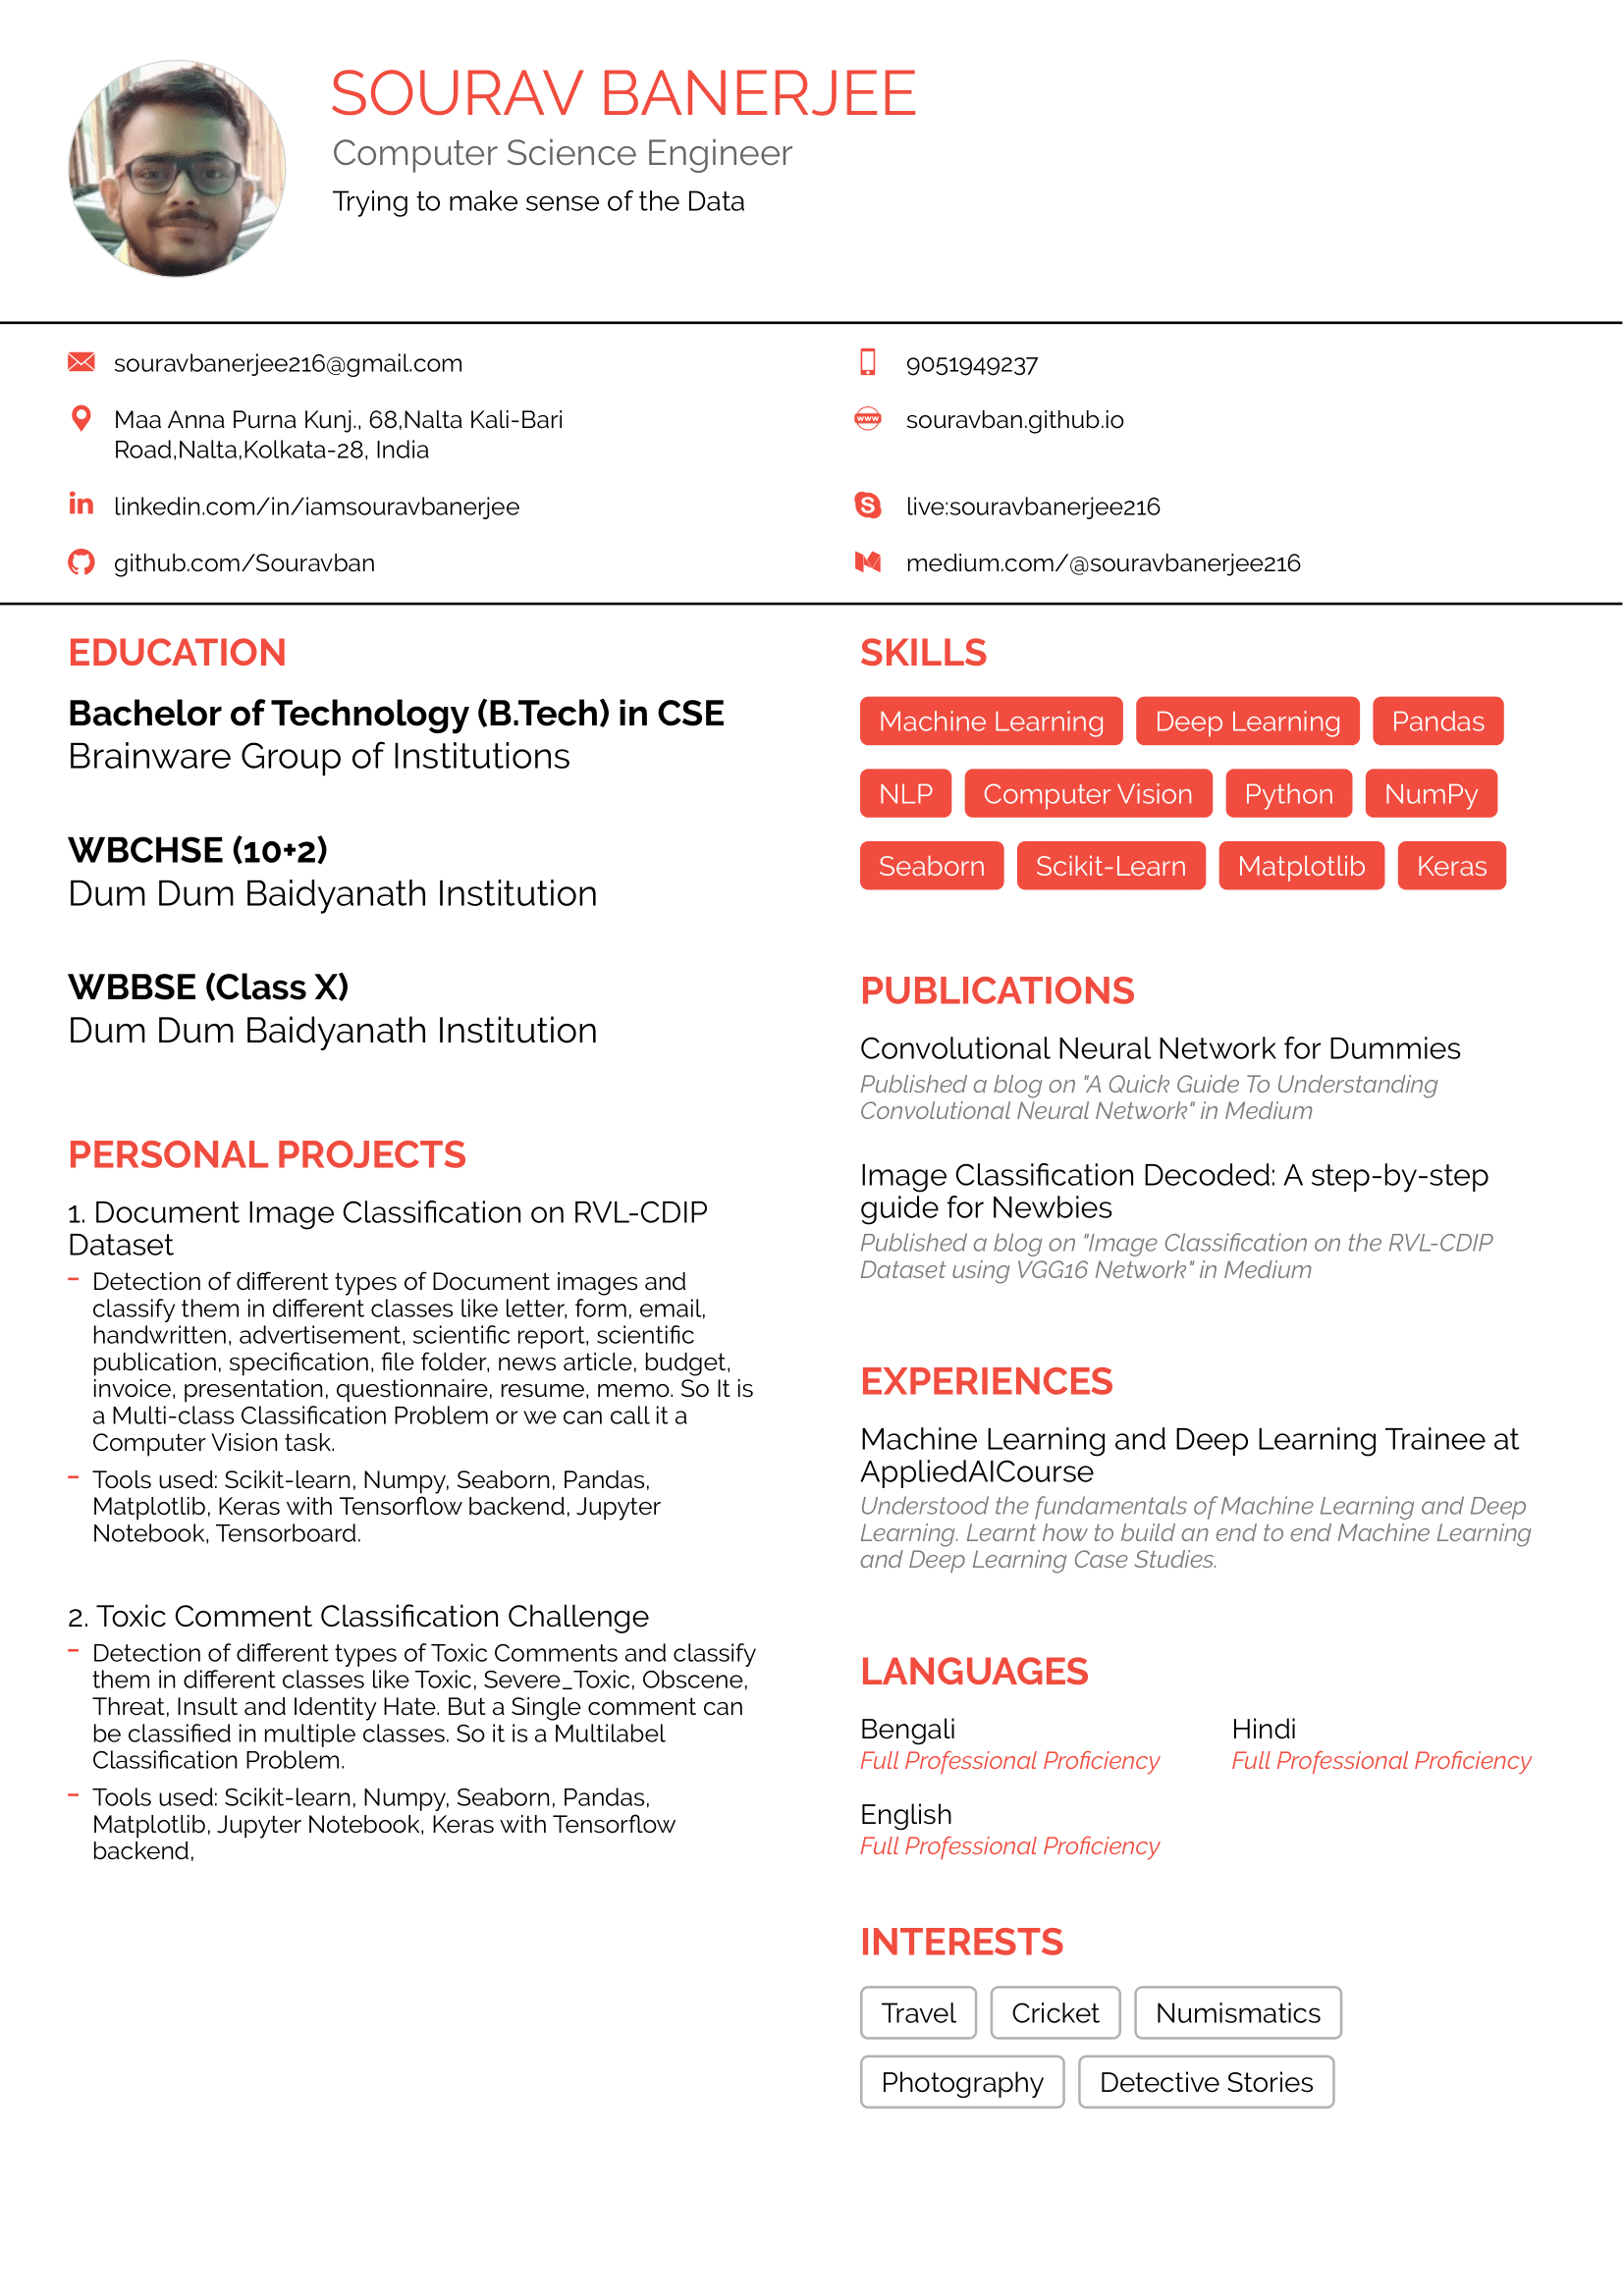 SOURAV BANERJEE
Computer Science Engineer
Trying to make sense of the Data
souravbanerjee216@gmail.com
9051949237
Maa Anna Purna Kunj., 68,Nalta Kali-Bari
Road,Nalta,Kolkata-28, India
souravban.github.io
linkedin.com/in/iamsouravbanerjee
live:souravbanerjee216
github.com/Souravban
medium.com/@souravbanerjee216
EDUCATION
Bachelor of Technology (B.Tech) in CSE
Brainware Group of Institutions
WBCHSE (10+2)
Dum Dum Baidyanath Institution
WBBSE (Class X)
Dum Dum Baidyanath Institution
PERSONAL PROJECTS
1. Document Image Classification on RVL-CDIP
Dataset
– Detection of different types of Document images and
classify them in different classes like letter, form, email,
handwritten, advertisement, scientific report, scientific
publication, specification, file folder, news article, budget,
invoice, presentation, questionnaire, resume, memo. So It is
a Multi-class Classification Problem or we can call it a
Computer Vision task.
– Tools used: Scikit-learn, Numpy, Seaborn, Pandas,
Matplotlib, Keras with Tensorflow backend, Jupyter
Notebook, Tensorboard.
2. Toxic Comment Classification Challenge
– Detection of different types of Toxic Comments and classify
them in different classes like Toxic, Severe_Toxic, Obscene,
Threat, Insult and Identity Hate. But a Single comment can
be classified in multiple classes. So it is a Multilabel
Classification Problem.
– Tools used: Scikit-learn, Numpy, Seaborn, Pandas,
Matplotlib, Jupyter Notebook, Keras with Tensorflow
backend,
SKILLS
Machine Learning Deep Learning Pandas
NLP Computer Vision Python NumPy
Seaborn Scikit-Learn Matplotlib Keras
PUBLICATIONS
Convolutional Neural Network for Dummies
Published a blog on "A Quick Guide To Understanding
Convolutional Neural Network" in Medium
Image Classification Decoded: A step-by-step
guide for Newbies
Published a blog on "Image Classification on the RVL-CDIP
Dataset using VGG16 Network" in Medium
EXPERIENCES
Machine Learning and Deep Learning Trainee at
AppliedAICourse
Understood the fundamentals of Machine Learning and Deep
Learning. Learnt how to build an end to end Machine Learning
and Deep Learning Case Studies.
LANGUAGES
Bengali Hindi
Full Professional Proficiency Full Professional Proficiency
English
Full Professional Proficiency
INTERESTS
Travel Cricket Numismatics
Photography Detective Stories